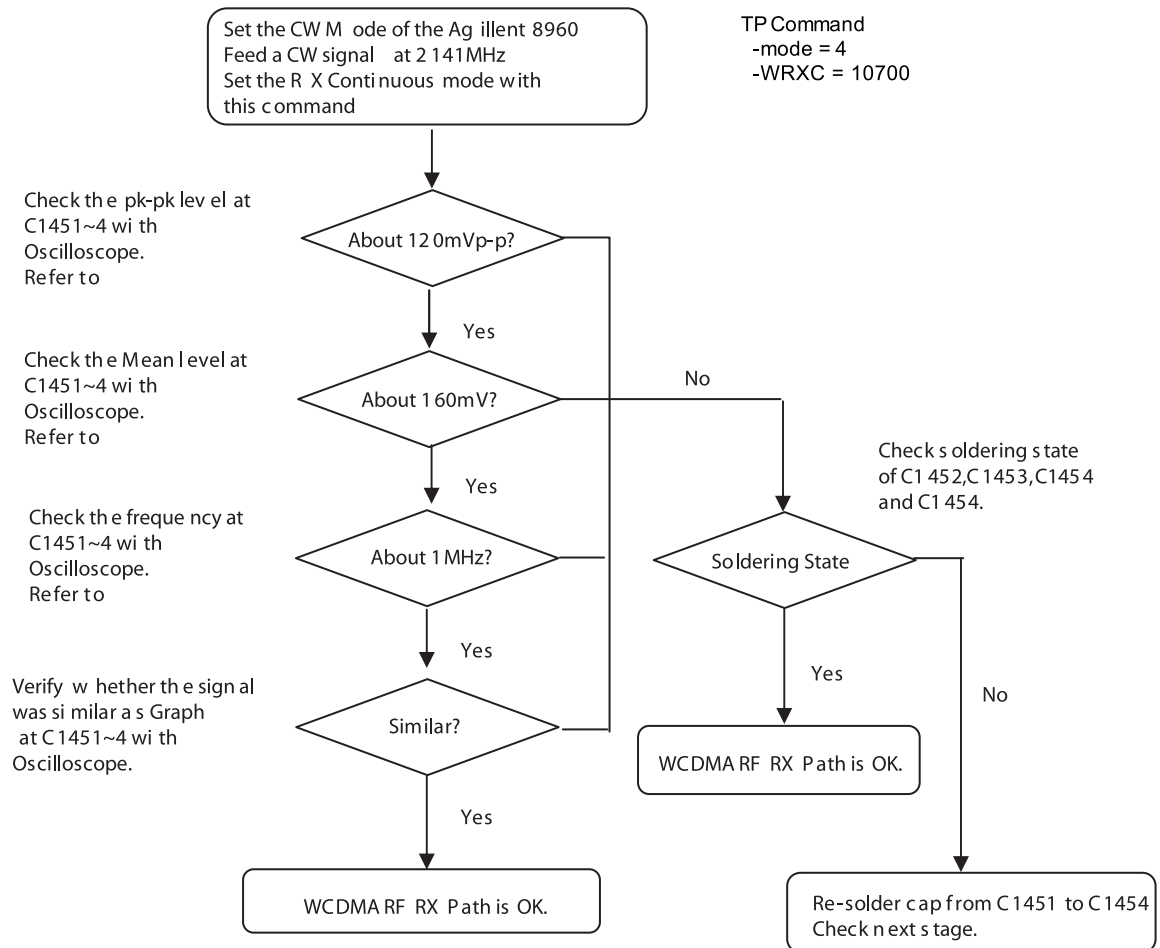 Set the CW Mode of the Agillent 8960
Feed a CW signal at 2141MHz
Set the RX Continuous mode with
this command
TP Command
-mode = 4
-WRXC = 10700
Check the pk-pk level at
C1451~4 with
Oscilloscope.
Refer to
About 120mVp-p?
Yes
Check the Mean level at
C1451~4 with
Oscilloscope.
Refer to
About 160mV?
No
Yes
Check soldering state
of C1452,C1453,C1454
and C1454.
Check the frequency at
C1451~4 with
Oscilloscope.
Refer to
About 1MHz?
Soldering State
Yes
Yes
No
Verify whether the signal
was similar as Graph
at C1451~4 with
Oscilloscope.
Similar?
WCDMA RF RX Path is OK.
Yes
WCDMA RF RX Path is OK.
Re-solder cap from C1451 to C1454
Check next stage.